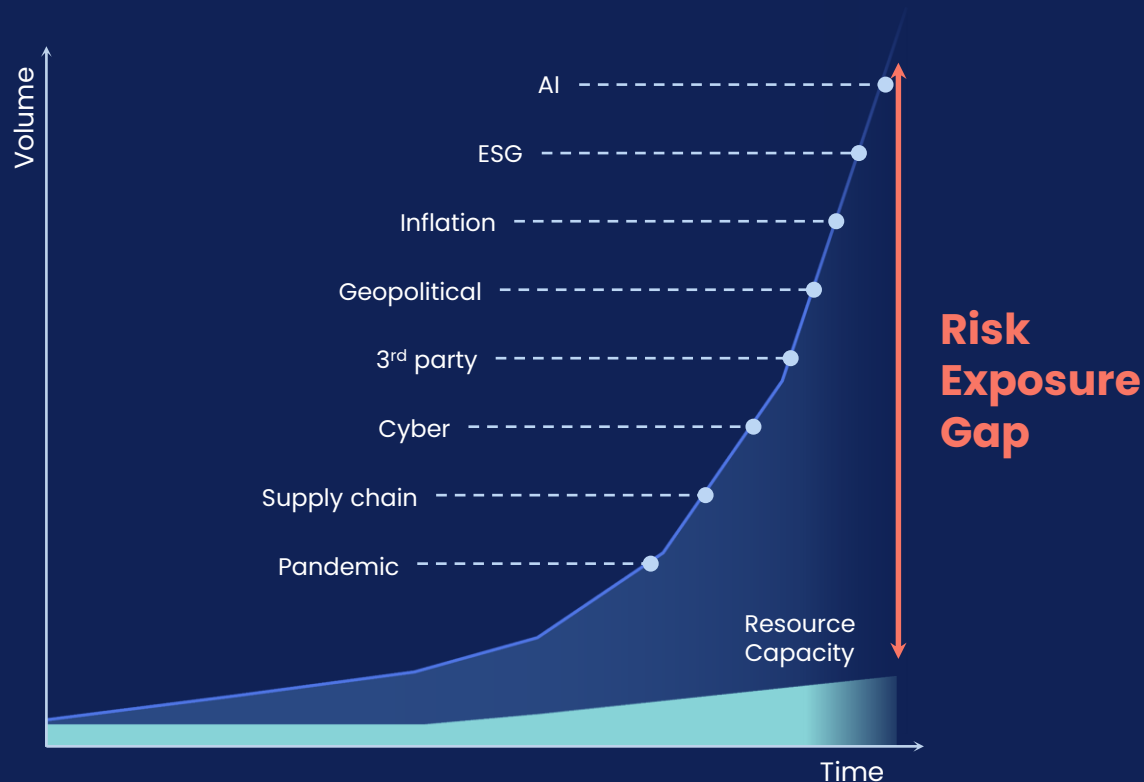 Volume
AI
ESG
Inflation
Geopolitical
3rd party
Cyber
Supply chain
Pandemic
Risk
Exposure
Gap
Resource
Capacity
Time